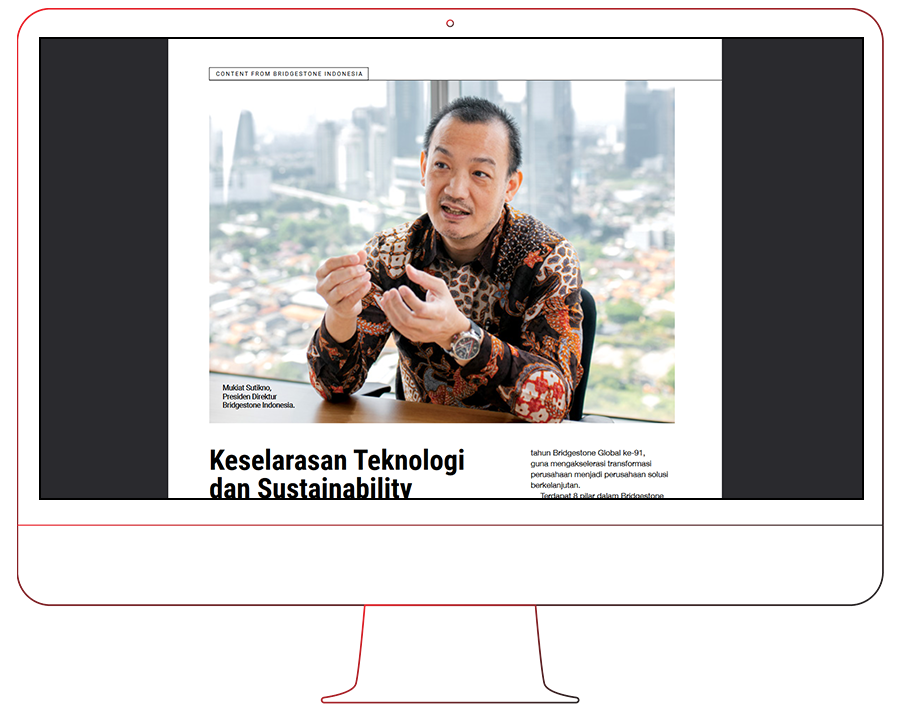 CONTENT FROM BRIDGESTONE INDONESIA
Mukiat Sutikno,
Presiden Direktur
Bridgestone Indonesia.
Keselarasan Teknologi
dan Sustainability
tahun Bridgestone Global ke-91,
guna mengakselerasi transformasi
perusahaan menjadi perusahaan solusi
berkelanjutan.
Terdapat 8 pilar dalam Bridgestone